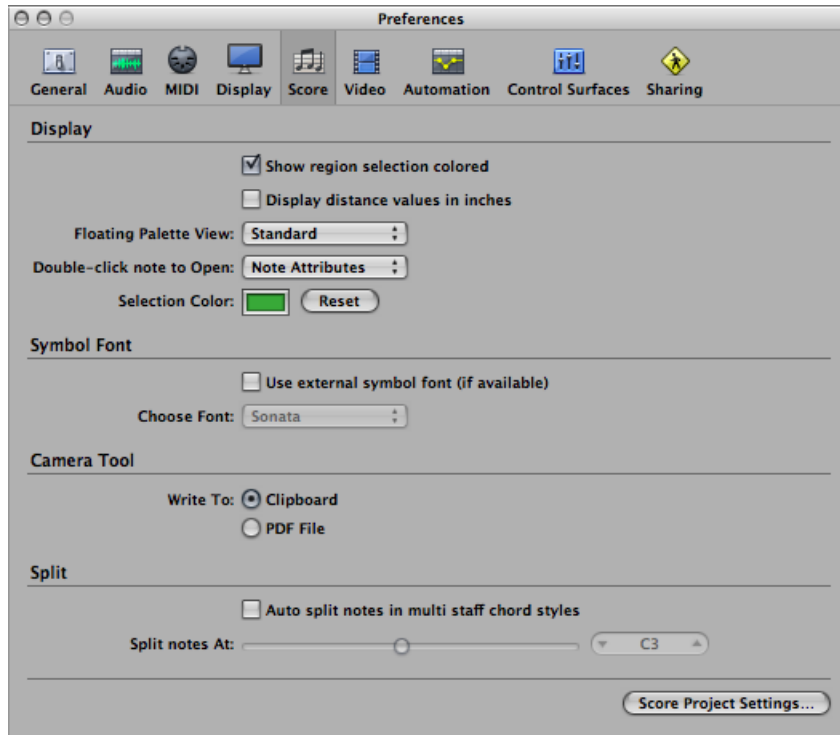 Preferences
General Audio MIDI Display Score Video Automation Control Surfaces Sharing
Display
Show region selection colored
Display distance values in inches
Floating Palette View: Standard
Double-click note to Open: Note Attributes
Selection Color: Reset
Symbol Font
Use external symbol font (if available)
Choose Font: Sonata
Camera Tool
Write To: Clipboard
PDF File
Split
Auto split notes in multi staff chord styles
Split notes At: C3
Score Project Settings...